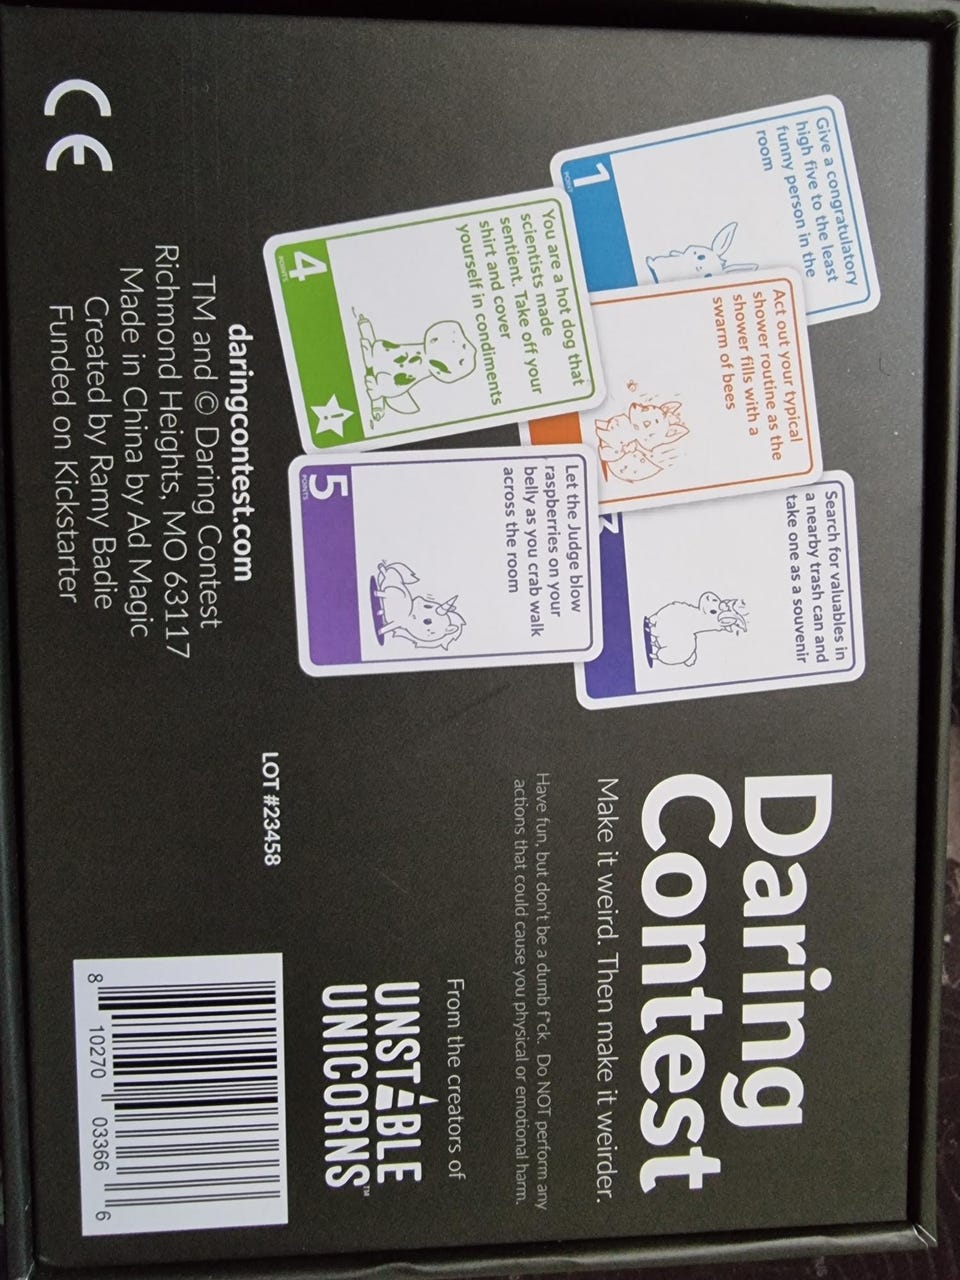 Give a congratulatory
high five to the least
funny person in the
room
1
POINT
Act out your typical
shower routine as the
shower fills with a
swarm of bees
Search for valuables in
a nearby trash can and
take one as a souvenir
You are a hot dog that
scientists made
sentient. Take off your
shirt and cover
yourself in condiments
4
POINTS
!
Let the Judge blow
raspberries on your
belly as you crab walk
across the room
5
POINTS
Daring
Contest
Make it weird. Then make it weirder.
Have fun, but don't be a dumb f*ck. Do NOT perform any
actions that could cause you physical or emotional harm.
From the creators of
UNSTABLE
UNICORNS™
CE
daringcontest.com
TM and © Daring Contest
Richmond Heights, MO 63117
Made in China by Ad Magic
Created by Ramy Badie
Funded on Kickstarter
LOT #23458
8 10270 03366 6